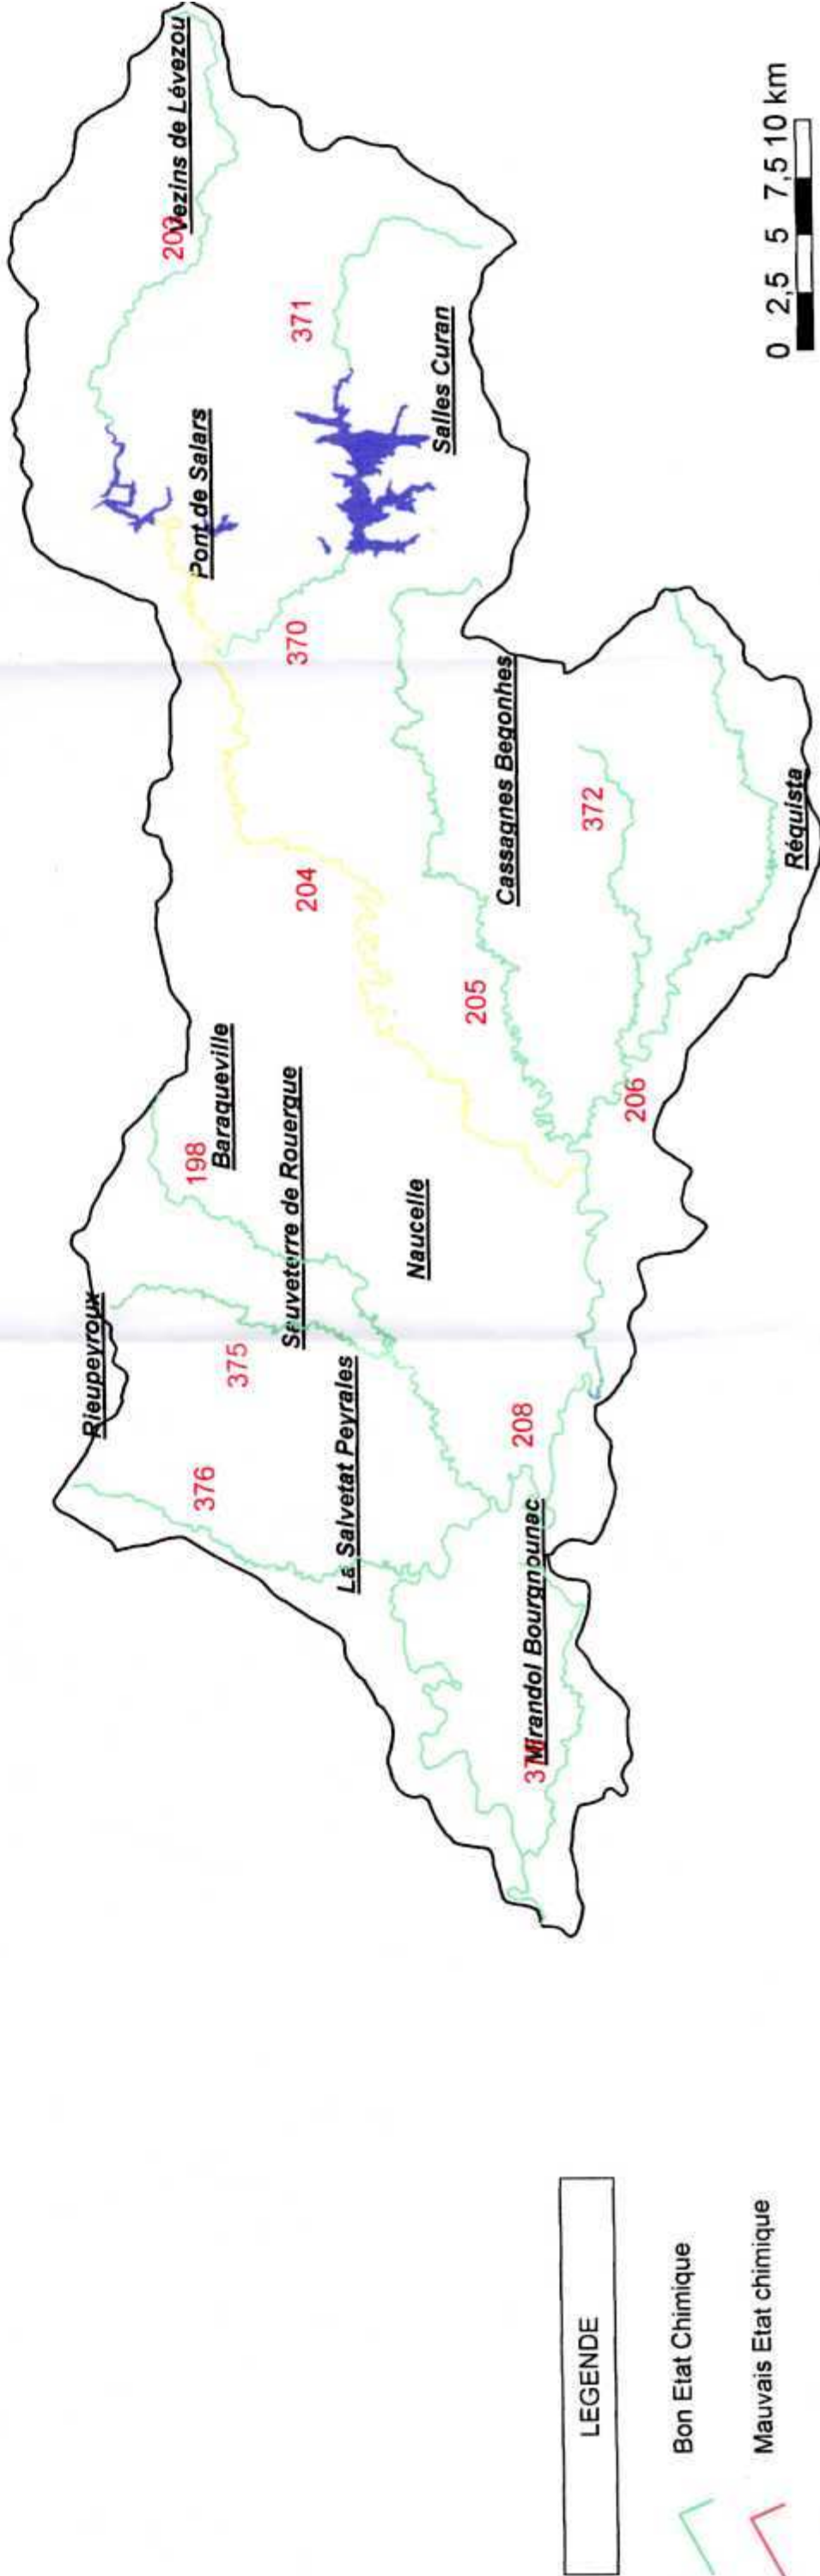 Rieupeyroux
376
375
198
Baraqueville
La Salvetat Peyrales
Sauveterre de Rouergue
Naucelle
208
Mirandol Bourgnounac
204
205
206
Cassagnes Begonhes
372
Réquista
Pont de Salars
370
371
Salles Curan
Vezins de Lévezou
0 2,5 5 7,5 10 km
LEGENDE
Bon Etat Chimique
Mauvais Etat chimique